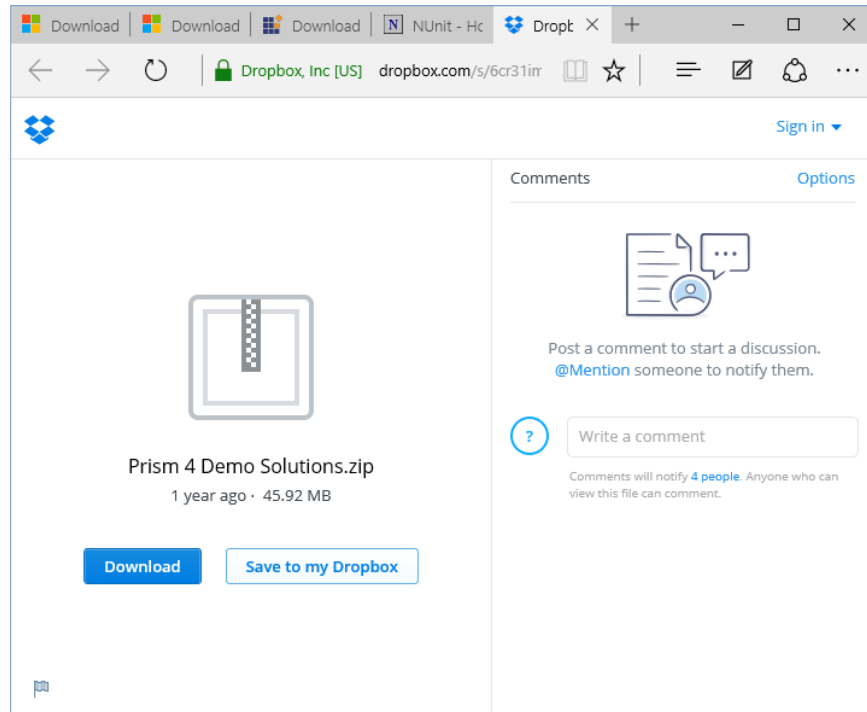 Download
Download
Download
N NUnit - Hc
Dropb
Dropbox, Inc [US] dropbox.com/s/6cr31im
Sign in
Comments
Options
Post a comment to start a discussion.
@Mention someone to notify them.
?
Write a comment
Comments will notify 4 people. Anyone who can
view this file can comment.
Prism 4 Demo Solutions.zip
1 year ago · 45.92 MB
Download
Save to my Dropbox